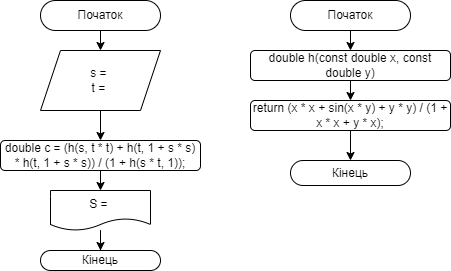 Початок
s =
t =
double c = (h(s, t * t) + h(t, 1 + s * s)
* h(t, 1 + s * s)) / (1 + h(s * t, 1));
S =
Кінець
Початок
double h(const double x, const
double y)
return (x * x + sin(x * y) + y * y) / (1 +
x * x + y * x);
Кінець